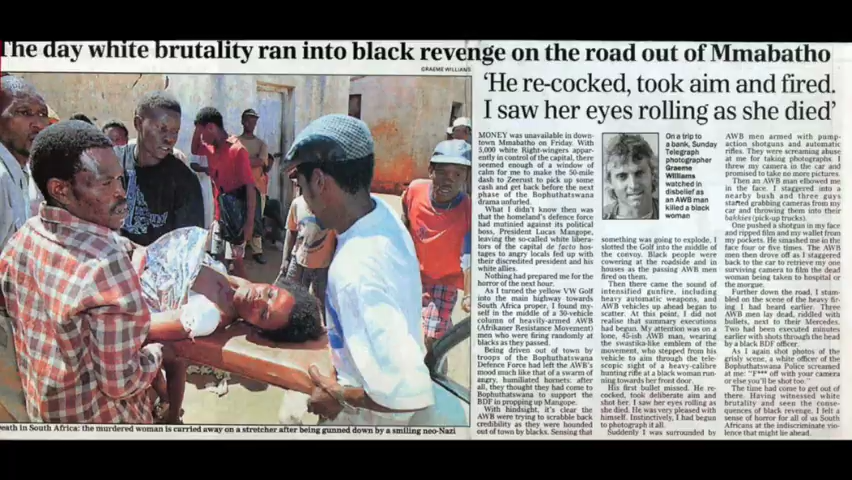 The day white brutality ran into black revenge on the road out of Mmabatho
GRAEME WILLIAMS
'He re-cocked, took aim and fired.
I saw her eyes rolling as she died'
MONEY was unavailable in down-
town Mmabatho on Friday. With
5,000 white Right-wingers appar-
ently in control of the capital, there
seemed enough of a window of
calm for me to make the 50-mile
dash to Zeerust to pick up some
cash and get back before the next
phase of the Bophuthatswana
drama unfurled.
What I didn't know then was
that the homeland's defence force
had mutinied against its political
boss, President Lucas Mangope,
leaving the so-called white libera-
tors of the capital de facto hos-
tages to angry locals fed up with
their discredited president and his
white allies.
Nothing had prepared me for the
horror of the next hour.
As I turned the yellow VW Golf
into the main highway towards
South Africa proper, I found my-
self in the middle of a 30-vehicle
column of heavily-armed AWB
(Afrikaner Resistance Movement)
men who were firing randomly at
blacks as they passed.
Being driven out of town by
troops of the Bophuthatswana
Defence Force had left the AWB's
mood much like that of a swarm of
angry, humiliated hornets: after
all, they thought they had come to
Bophuthatswana to support the
BDF in propping up Mangope.
With hindsight, it's clear the
AWB were trying to scrabble back
credibility as they were hounded
out of town by blacks. Sensing that
On a trip to
a bank, Sunday
Telegraph
photographer
Graeme
Williams
watched in
disbelief as
an AWB man
killed a black
woman
something was going to explode, I
slotted the Golf into the middle of
the convoy. Black people were
cowering at the roadside and in
houses as the passing AWB men
fired on them.
Then there came the sound of
intensified gunfire, including
heavy automatic weapons, and
AWB vehicles up ahead began to
scatter. At this point, I did not
realise that summary executions
had begun. My attention was on a
lone, 45-ish AWB man, wearing
the swastika-like emblem of the
movement, who stepped from his
vehicle to aim through the tele-
scopic sight of a heavy-calibre
hunting rifle at a black woman run-
ning towards her front door.
His first bullet missed. He re-
cocked, took deliberate aim and
shot her. I saw her eyes rolling as
she died. He was very pleased with
himself. Instinctively, I had begun
to photograph it all.
Suddenly I was surrounded by
AWB men armed with pump-
action shotguns and automatic
rifles. They were screaming abuse
at me for taking photographs. I
threw my camera in the car and
promised to take no more pictures.
Then an AWB man elbowed me
in the face. I staggered into a
nearby bush and three guys
started grabbing cameras from my
car and throwing them into their
bakkies (pick-up trucks).
One pushed a shotgun in my face
and ripped film and my wallet from
my pockets. He smashed me in the
face four or five times. The AWB
men then drove off as I staggered
back to the car to retrieve my one
surviving camera to film the dead
woman being taken to hospital or
the morgue.
Further down the road, I stum-
bled on the scene of the heavy fir-
ing I had heard earlier. Three
AWB men lay dead, riddled with
bullets, next to their Mercedes.
Two had been executed minutes
earlier with shots through the head
by a black BDF officer.
As I again shot photos of the
grisly scene, a white officer of the
Bophuthatswana Police screamed
at me: "F*** off with your camera
or else you'll be shot too."
The time had come to get out of
there. Having witnessed white
brutality and seen the conse-
quences of black revenge, I felt a
sense of horror for all of us South
Africans at the indiscriminate vio-
lence that might lie ahead.
Death in South Africa: the murdered woman is carried away on a stretcher after being gunned down by a smiling neo-Nazi